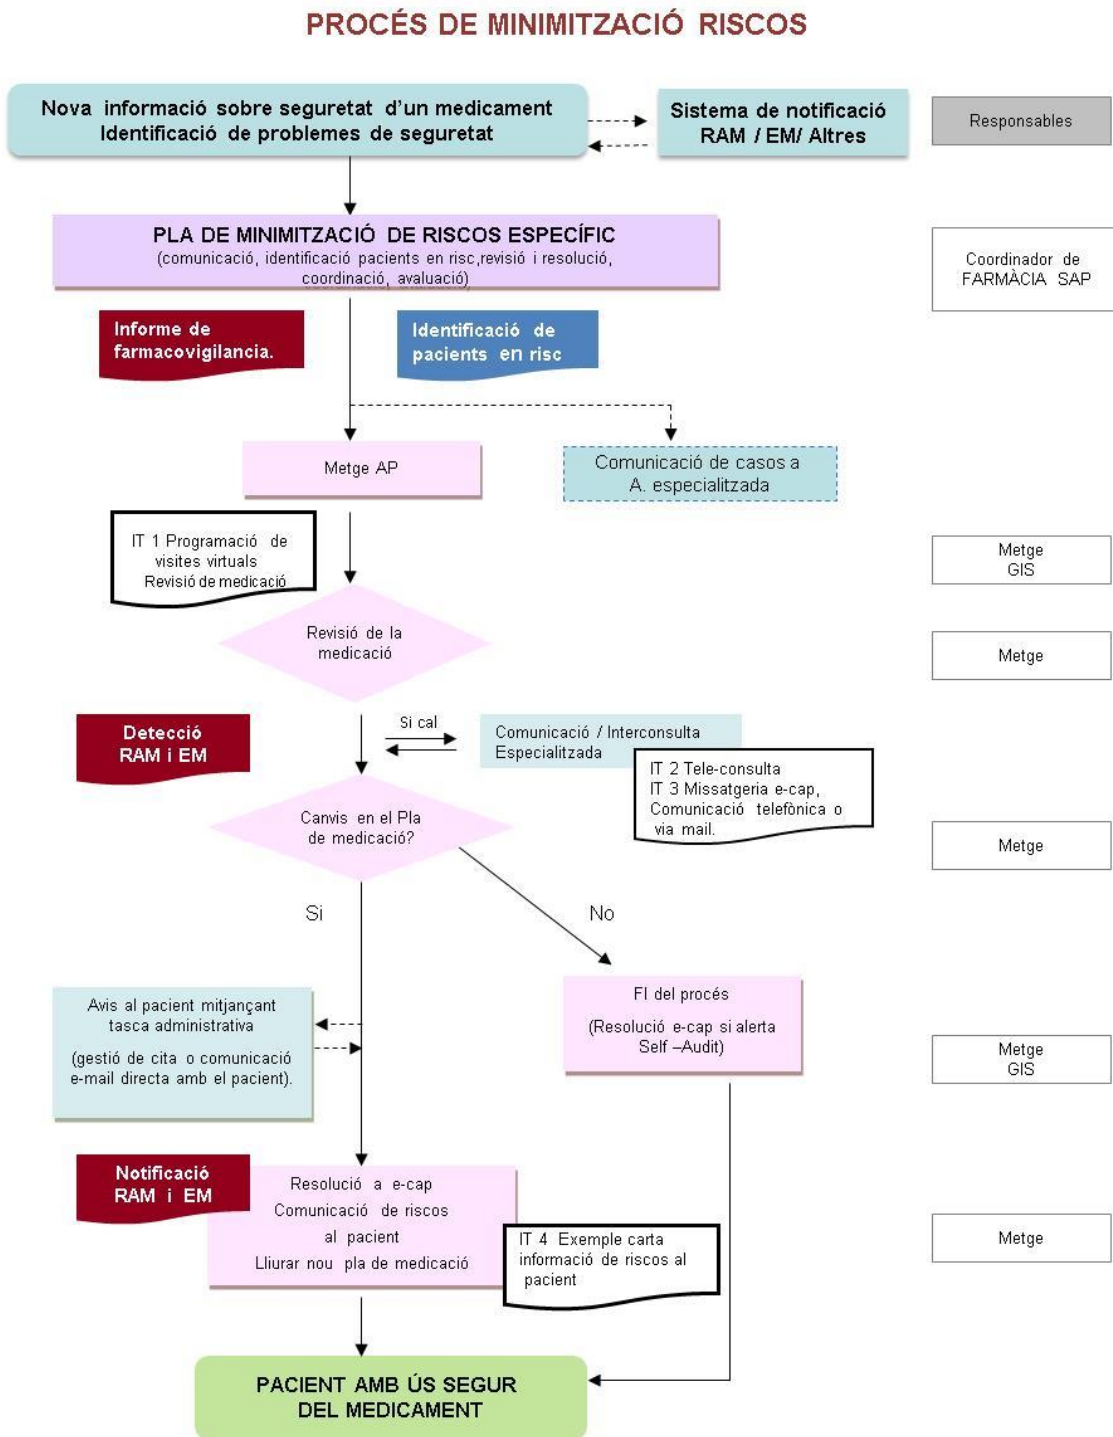 PROCÉS DE MINIMITZACIÓ RISCOS
Nova informació sobre seguretat d'un medicament
Identificació de problemes de seguretat
Sistema de notificació
RAM / EM/ Altres
Responsables
PLA DE MINIMITZACIÓ DE RISCOS ESPECÍFIC
(comunicació, identificació pacients en risc,revisió i resolució,
coordinació, avaluació)
Coordinador de
FARMÀCIA SAP
Informe de
farmacovigilancia.
Identificació de
pacients en risc
Metge AP
Comunicació de casos a
A. especialitzada
IT 1 Programació de
visites virtuals
Revisió de medicació
Metge
GIS
Revisió de la
medicació
Metge
Detecció
RAM i EM
Si cal
Comunicació / Interconsulta
Especialitzada
IT 2 Tele-consulta
IT 3 Missatgeria e-cap,
Comunicació telefònica o
via mail.
Canvis en el Pla
de medicació?
Metge
Si
No
Avis al pacient mitjançant
tasca administrativa
(gestió de cita o comunicació
e-mail directa amb el pacient).
FI del procés
(Resolució e-cap si alerta
Self –Audit)
Metge
GIS
Notificació
RAM i EM
Resolució a e-cap
Comunicació de riscos
al pacient
Lliurar nou pla de medicació
IT 4 Exemple carta
informació de riscos al
pacient
Metge
PACIENT AMB ÚS SEGUR
DEL MEDICAMENT